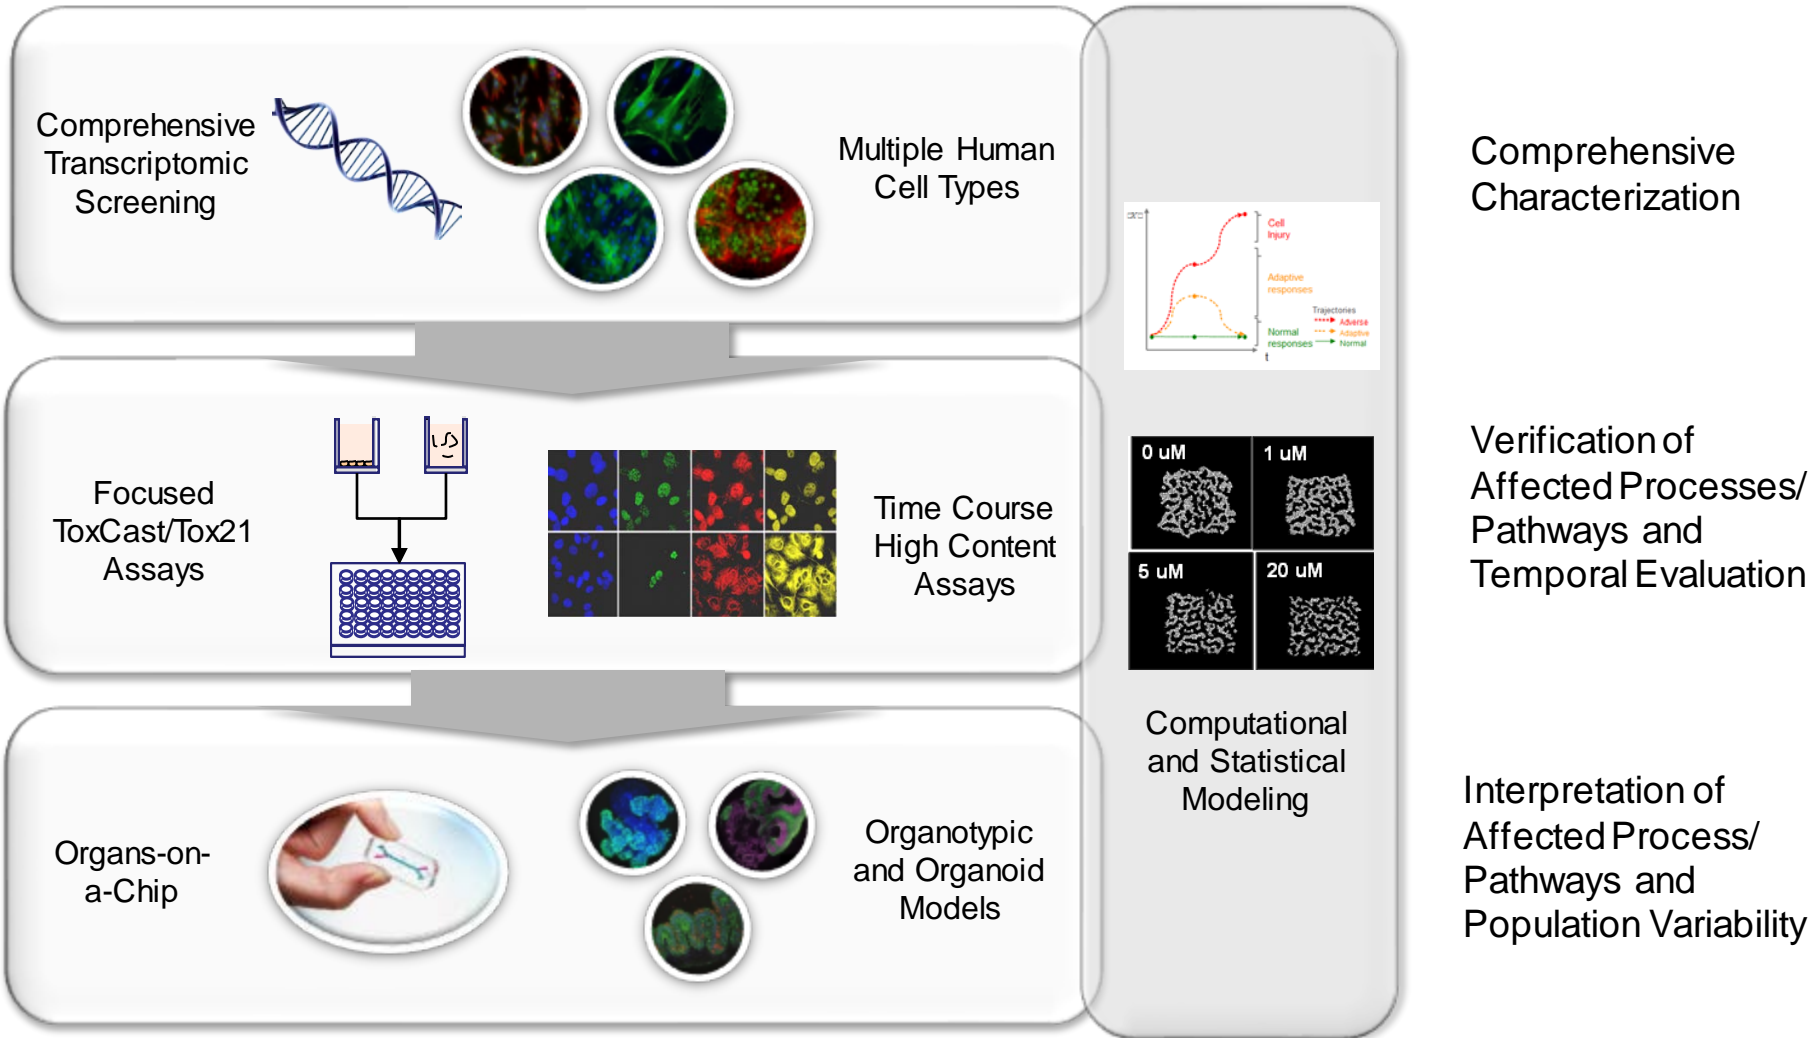 Comprehensive
Transcriptomic
Screening
Multiple Human
Cell Types
Comprehensive
Characterization
Cell
Injury
Adaptive
responses
Normal
responses
Trajectories
Adverse
Adaptive
Normal
t
Focused
ToxCast/Tox21
Assays
Time Course
High Content
Assays
0 uM
1 uM
5 uM
20 uM
Verification of
Affected Processes/
Pathways and
Temporal Evaluation
Computational
and Statistical
Modeling
Organs-on-
a-Chip
Organotypic
and Organoid
Models
Interpretation of
Affected Process/
Pathways and
Population Variability